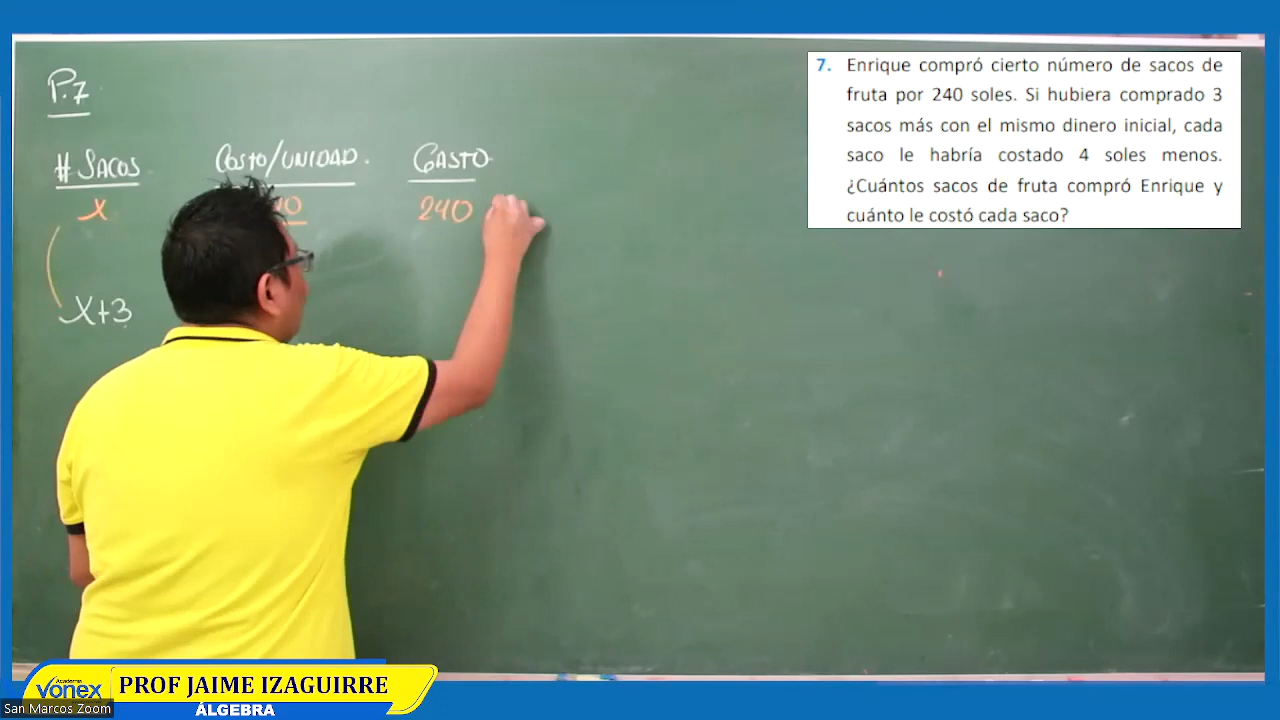 P.7
# SACOS COSTO/UNIDAD. GASTO
x 240
x+3
7. Enrique compró cierto número de sacos de
fruta por 240 soles. Si hubiera comprado 3
sacos más con el mismo dinero inicial, cada
saco le habría costado 4 soles menos.
¿Cuántos sacos de fruta compró Enrique y
cuánto le costó cada saco?
Academia
vonex
PROF JAIME IZAGUIRRE
ÁLGEBRA
San Marcos Zoom